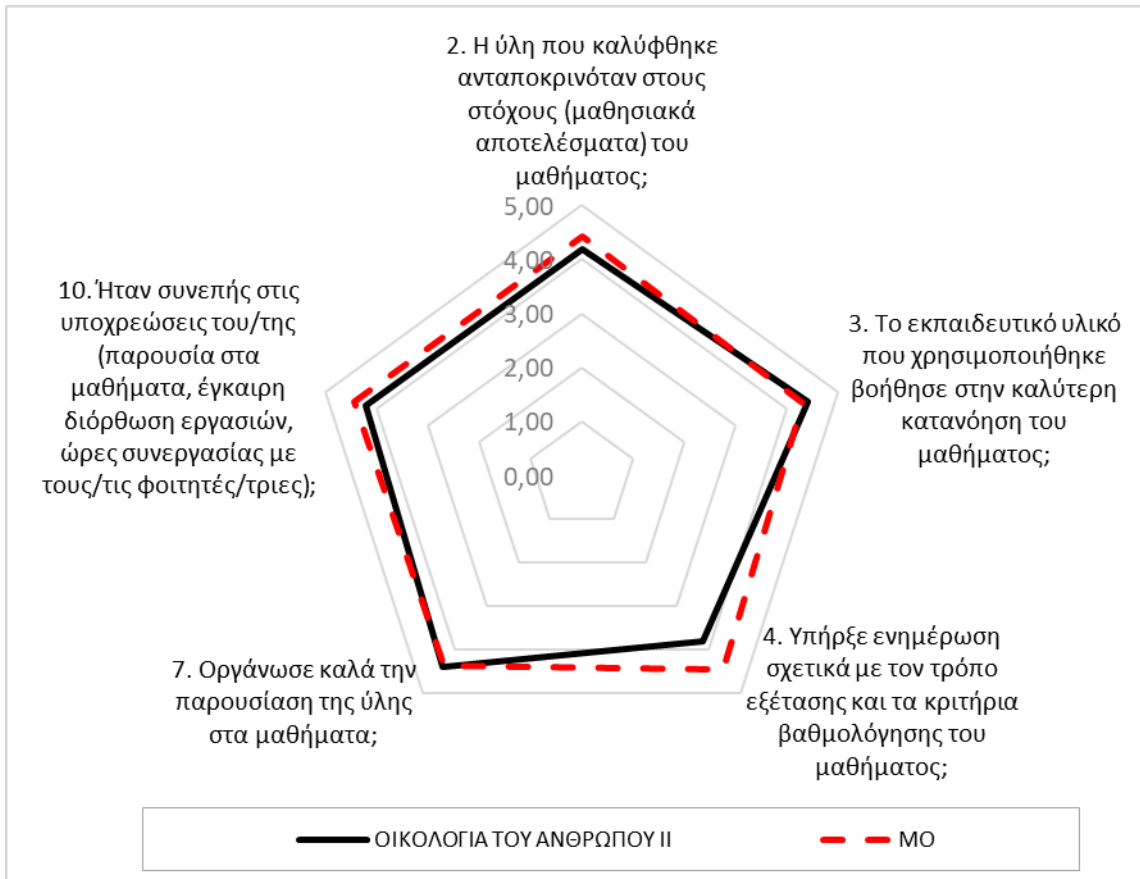 2. Η ύλη που καλύφθηκε
ανταποκρινόταν στους
στόχους (μαθησιακά
αποτελέσματα) του
μαθήματος;
5,00
4,00
3,00
2,00
1,00
0,00
3. Το εκπαιδευτικό υλικό
που χρησιμοποιήθηκε
βοήθησε στην καλύτερη
κατανόηση του
μαθήματος;
4. Υπήρξε ενημέρωση
σχετικά με τον τρόπο
εξέτασης και τα κριτήρια
βαθμολόγησης του
μαθήματος;
7. Οργάνωσε καλά την
παρουσίαση της ύλης
στα μαθήματα;
10. Ήταν συνεπής στις
υποχρεώσεις του/της
(παρουσία στα
μαθήματα, έγκαιρη
διόρθωση εργασιών,
ώρες συνεργασίας με
τους/τις φοιτητές/τριες);
ΟΙΚΟΛΟΓΙΑ ΤΟΥ ΑΝΘΡΩΠΟΥ ΙΙ
ΜΟ